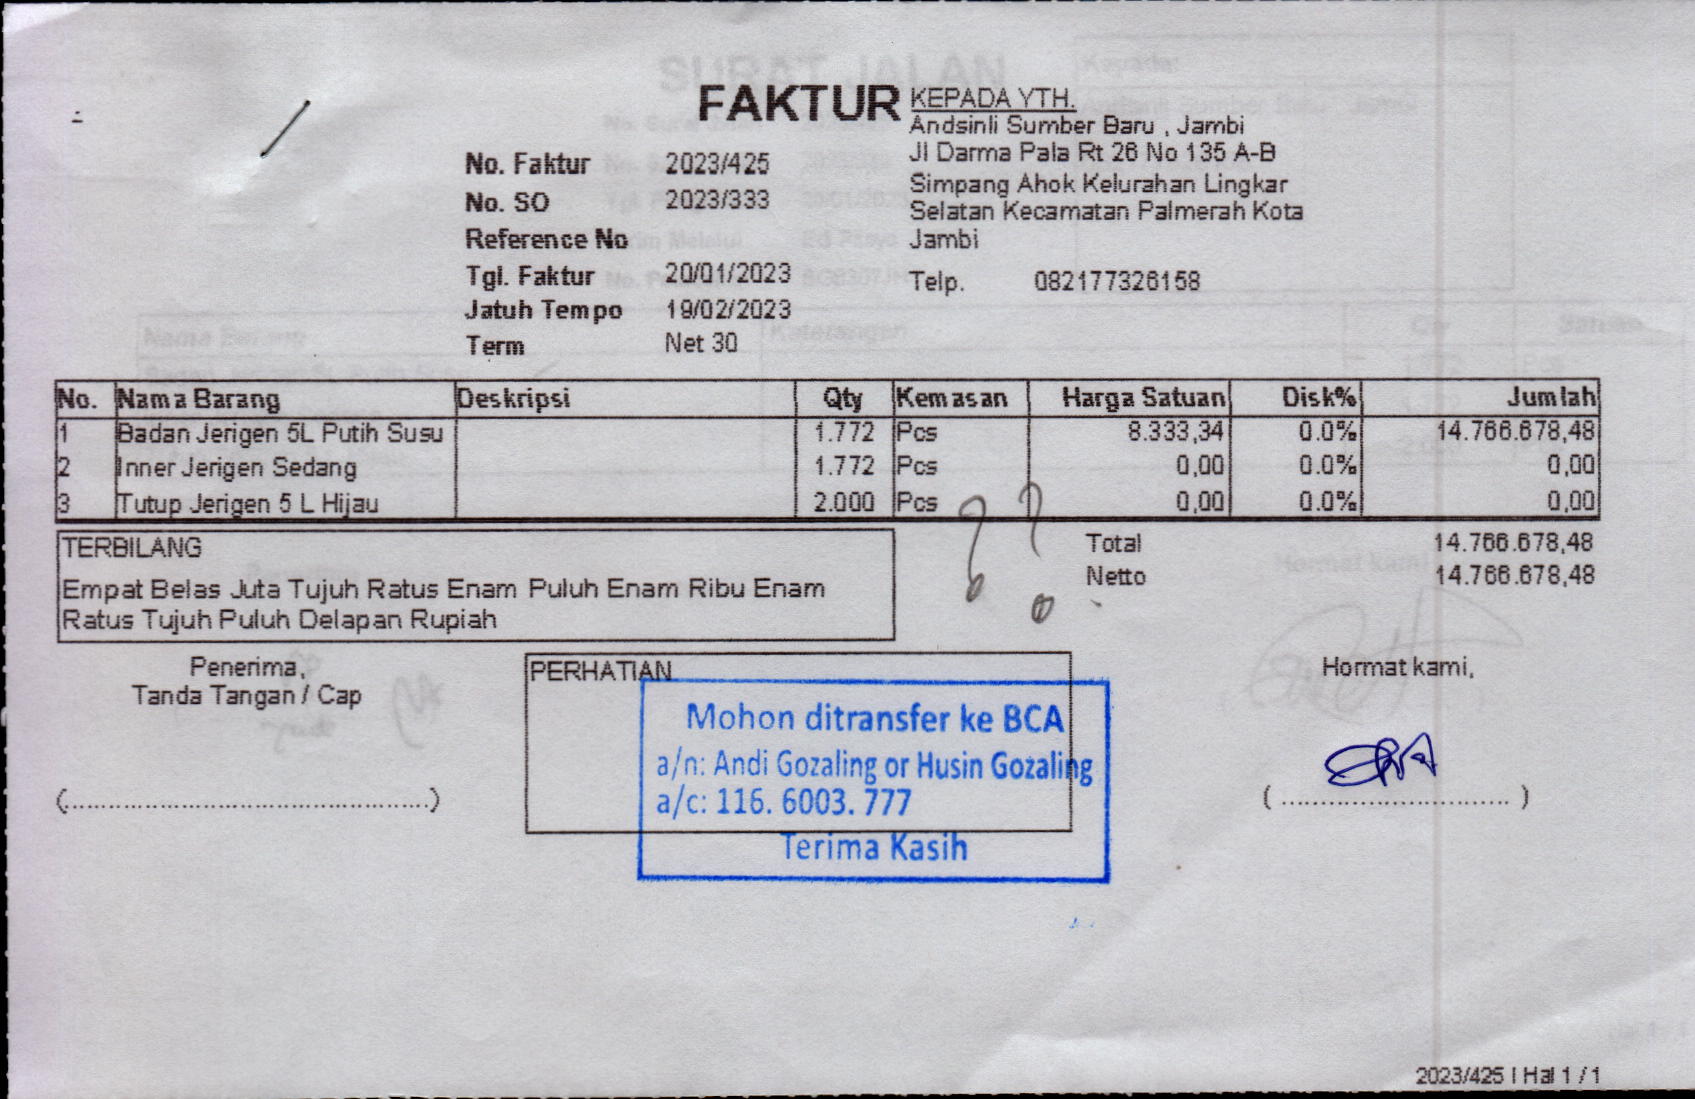 FAKTUR
No. Faktur 2023/425
No. SO 2023/333
Reference No
Tgl. Faktur 20/01/2023
Jatuh Tempo 19/02/2023
Term Net 30
KEPADA YTH.
Andsinli Sumber Baru , Jambi
Jl Darma Pala Rt 26 No 135 A-B
Simpang Ahok Kelurahan Lingkar
Selatan Kecamatan Palmerah Kota
Jambi
Telp. 082177326158
No. Nama Barang Deskripsi Qty Kemasan Harga Satuan Disk% Jumlah
1 Badan Jerigen 5L Putih Susu 1.772 Pcs 8.333,34 0.0% 14.766.678,48
2 Inner Jerigen Sedang 1.772 Pcs 0,00 0.0% 0,00
3 Tutup Jerigen 5 L Hijau 2.000 Pcs 0,00 0.0% 0,00
TERBILANG
Empat Belas Juta Tujuh Ratus Enam Puluh Enam Ribu Enam
Ratus Tujuh Puluh Delapan Rupiah
Total 14.766.678,48
Netto 14.766.678,48
Penerima,
Tanda Tangan / Cap
(..............................................)
PERHATIAN
Mohon ditransfer ke BCA
a/n: Andi Gozaling or Husin Gozaling
a/c: 116. 6003. 777
Terima Kasih
Hormat kami,
( ............................. )
2023/425 | Hal 1 / 1
SURAT JALAN
Kepada:
Nama Barang
Keterangan
Qty
Satuan